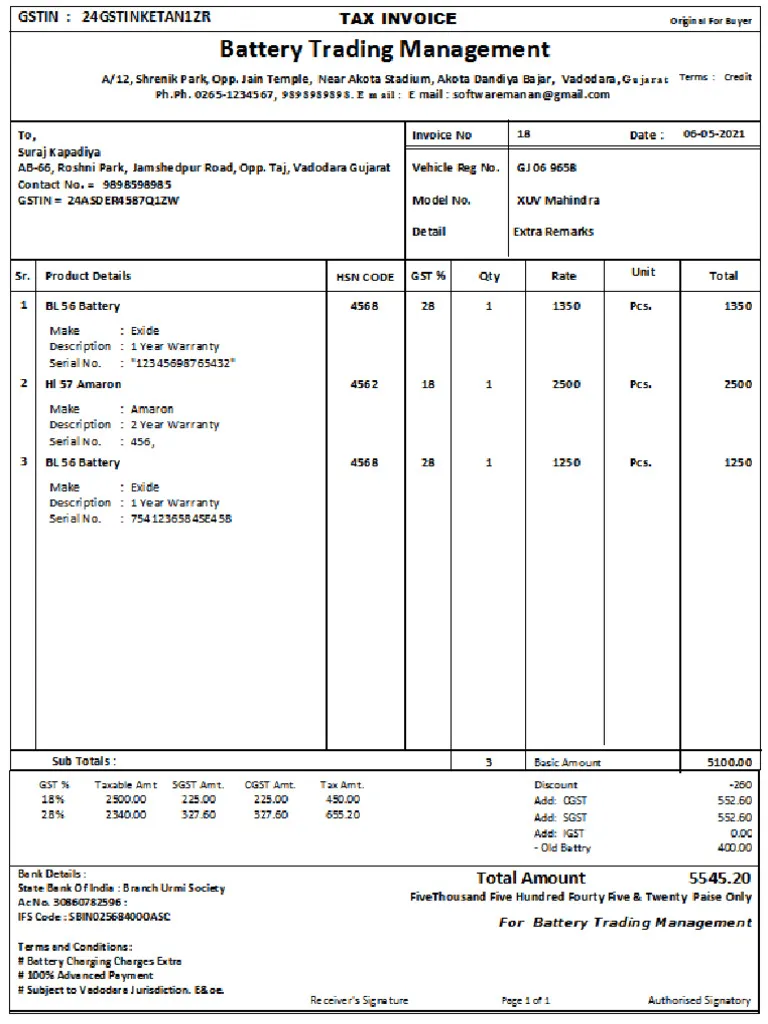 GSTIN : 24GSTINKETAN1ZR TAX INVOICE Original For Buyer
Battery Trading Management
A/12, Shrenik Park, Opp. Jain Temple, Near Akota Stadium, Akota Dandiya Bajar, Vadodara, Gujarat Terms : Credit
Ph.Ph. 0265-1234567, 9898989898. E mail : E mail : softwaremanan@gmail.com
To,
Suraj Kapadiya
AB-66, Roshni Park, Jamshedpur Road, Opp. Taj, Vadodara Gujarat
Contact No. = 9898598985
GSTIN = 24ASDER4587Q1ZW
Invoice No 18 Date : 06-05-2021
Vehicle Reg No. GJ 06 9658
Model No. XUV Mahindra
Detail Extra Remarks
Sr. Product Details HSN CODE GST % Qty Rate Unit Total
1 BL 56 Battery 4568 28 1 1350 Pcs. 1350
Make : Exide
Description : 1 Year Warranty
Serial No. : "12345698765432"
2 HI 57 Amaron 4562 18 1 2500 Pcs. 2500
Make : Amaron
Description : 2 Year Warranty
Serial No. : 456,
3 BL 56 Battery 4568 28 1 1250 Pcs. 1250
Make : Exide
Description : 1 Year Warranty
Serial No. : 7541236584SE45B
Sub Totals : 3 Basic Amount 5100.00
GST % Taxable Amt SGST Amt. CGST Amt. Tax Amt.
18% 2500.00 225.00 225.00 450.00
28% 2340.00 327.60 327.60 655.20
Discount -260
Add: CGST 552.60
Add: SGST 552.60
Add: IGST 0.00
- Old Battry 400.00
Bank Details :
State Bank Of India : Branch Urmi Society
Ac No. 30860782596 :
IFS Code : SBIN025684000ASC
Total Amount 5545.20
FiveThousand Five Hundred Fourty Five & Twenty Paise Only
For Battery Trading Management
Terms and Conditions:
# Battery Charging Charges Extra
# 100% Advanced Payment
# Subject to Vadodara Jurisdiction. E&oe.
Receiver's Signature Page 1 of 1 Authorised Signatory